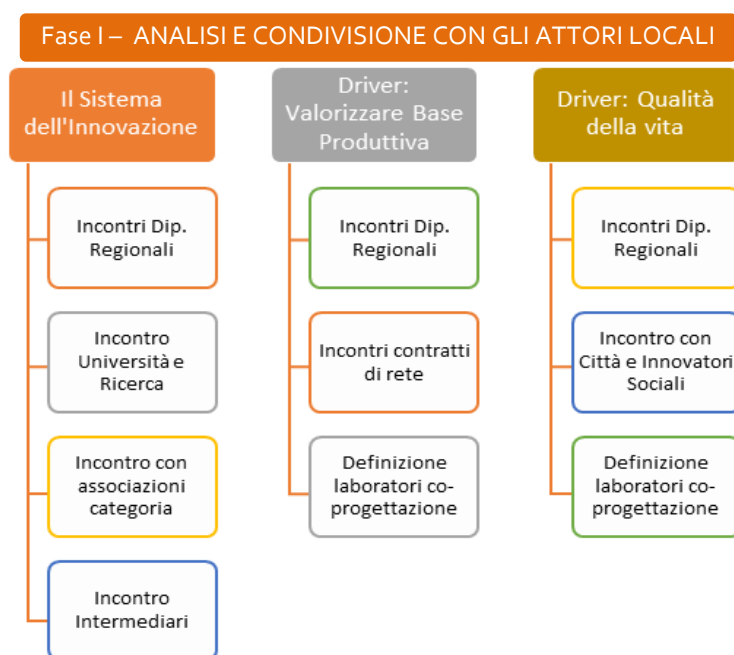 Fase I – ANALISI E CONDIVISIONE CON GLI ATTORI LOCALI
Il Sistema
dell'Innovazione
Incontri Dip.
Regionali
Incontro
Università e
Ricerca
Incontro con
associazioni
categoria
Incontro
Intermediari
Driver:
Valorizzare Base
Produttiva
Incontri Dip.
Regionali
Incontri contratti
di rete
Definizione
laboratori co-
progettazione
Driver: Qualità
della vita
Incontri Dip.
Regionali
Incontro con
Città e Innovatori
Sociali
Definizione
laboratori co-
progettazione